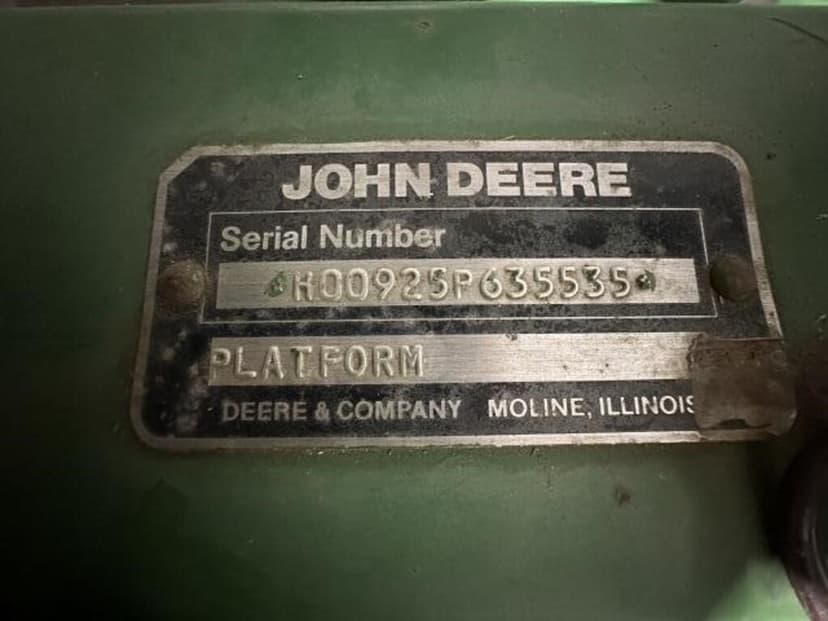 JOHN DEERE
Serial Number
*H00925P635535*
PLATFORM
DEERE & COMPANY MOLINE, ILLINOIS